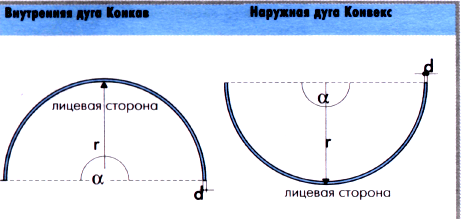 Внутренняя дуга Конкав
Наружная дуга Конвекс
лицевая сторона
r
α
d
d
α
r
лицевая сторона